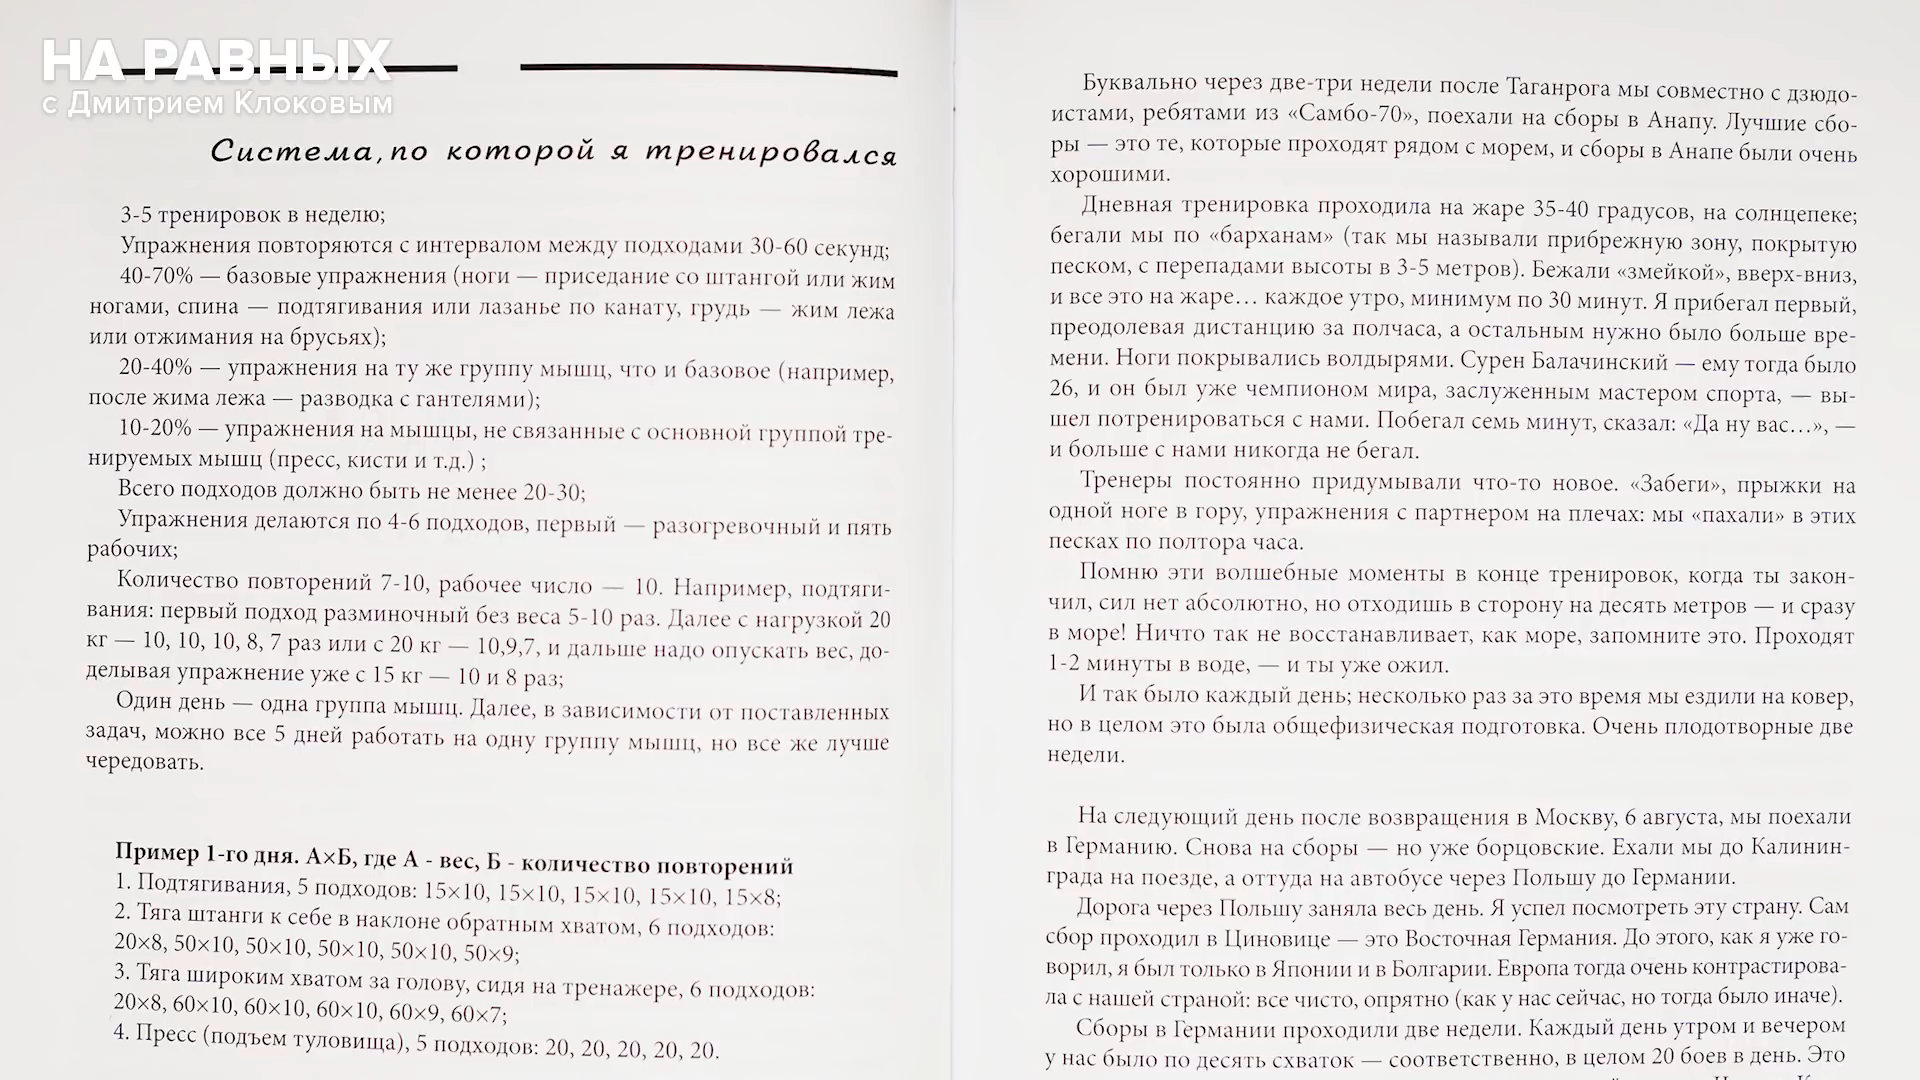 НА РАВНЫХ
с Дмитрием Клоковым
Система, по которой я тренировался
3-5 тренировок в неделю;
Упражнения повторяются с интервалом между подходами 30-60 секунд;
40-70% — базовые упражнения (ноги — приседание со штангой или жим
ногами, спина — подтягивания или лазанье по канату, грудь — жим лежа
или отжимания на брусьях);
20-40% — упражнения на ту же группу мышц, что и базовое (например,
после жима лежа — разводка с гантелями);
10-20% — упражнения на мышцы, не связанные с основной группой тре-
нируемых мышц (пресс, кисти и т.д.) ;
Всего подходов должно быть не менее 20-30;
Упражнения делаются по 4-6 подходов, первый — разогревочный и пять
рабочих;
Количество повторений 7-10, рабочее число — 10. Например, подтяги-
вания: первый подход разминочный без веса 5-10 раз. Далее с нагрузкой 20
кг — 10, 10, 10, 8, 7 раз или с 20 кг — 10,9,7, и дальше надо опускать вес, до-
делывая упражнение уже с 15 кг — 10 и 8 раз;
Один день — одна группа мышц. Далее, в зависимости от поставленных
задач, можно все 5 дней работать на одну группу мышц, но все же лучше
чередовать.
Пример 1-го дня. А×Б, где А - вес, Б - количество повторений
1. Подтягивания, 5 подходов: 15×10, 15×10, 15×10, 15×10, 15×8;
2. Тяга штанги к себе в наклоне обратным хватом, 6 подходов:
20×8, 50×10, 50×10, 50×10, 50×10, 50×9;
3. Тяга широким хватом за голову, сидя на тренажере, 6 подходов:
20×8, 60×10, 60×10, 60×10, 60×9, 60×7;
4. Пресс (подъем туловища), 5 подходов: 20, 20, 20, 20, 20.
Буквально через две-три недели после Таганрога мы совместно с дзюдо-
истами, ребятами из «Самбо-70», поехали на сборы в Анапу. Лучшие сбо-
ры — это те, которые проходят рядом с морем, и сборы в Анапе были очень
хорошими.
Дневная тренировка проходила на жаре 35-40 градусов, на солнцепеке;
бегали мы по «барханам» (так мы называли прибрежную зону, покрытую
песком, с перепадами высоты в 3-5 метров). Бежали «змейкой», вверх-вниз,
и все это на жаре… каждое утро, минимум по 30 минут. Я прибегал первый,
преодолевая дистанцию за полчаса, а остальным нужно было больше вре-
мени. Ноги покрывались волдырями. Сурен Балачинский — ему тогда было
26, и он был уже чемпионом мира, заслуженным мастером спорта, — вы-
шел потренироваться с нами. Побегал семь минут, сказал: «Да ну вас…», —
и больше с нами никогда не бегал.
Тренеры постоянно придумывали что-то новое. «Забеги», прыжки на
одной ноге в гору, упражнения с партнером на плечах: мы «пахали» в этих
песках по полтора часа.
Помню эти волшебные моменты в конце тренировок, когда ты закон-
чил, сил нет абсолютно, но отходишь в сторону на десять метров — и сразу
в море! Ничто так не восстанавливает, как море, запомните это. Проходят
1-2 минуты в воде, — и ты уже ожил.
И так было каждый день; несколько раз за это время мы ездили на ковер,
но в целом это была общефизическая подготовка. Очень плодотворные две
недели.
На следующий день после возвращения в Москву, 6 августа, мы поехали
в Германию. Снова на сборы — но уже борцовские. Ехали мы до Калинин-
града на поезде, а оттуда на автобусе через Польшу до Германии.
Дорога через Польшу заняла весь день. Я успел посмотреть эту страну. Сам
сбор проходил в Циновице — это Восточная Германия. До этого, как я уже го-
ворил, я был только в Японии и в Болгарии. Европа тогда очень контрастирова-
ла с нашей страной: все чисто, опрятно (как у нас сейчас, но тогда было иначе).
Сборы в Германии проходили две недели. Каждый день утром и вечером
у нас было по десять схваток — соответственно, в целом 20 боев в день. Это